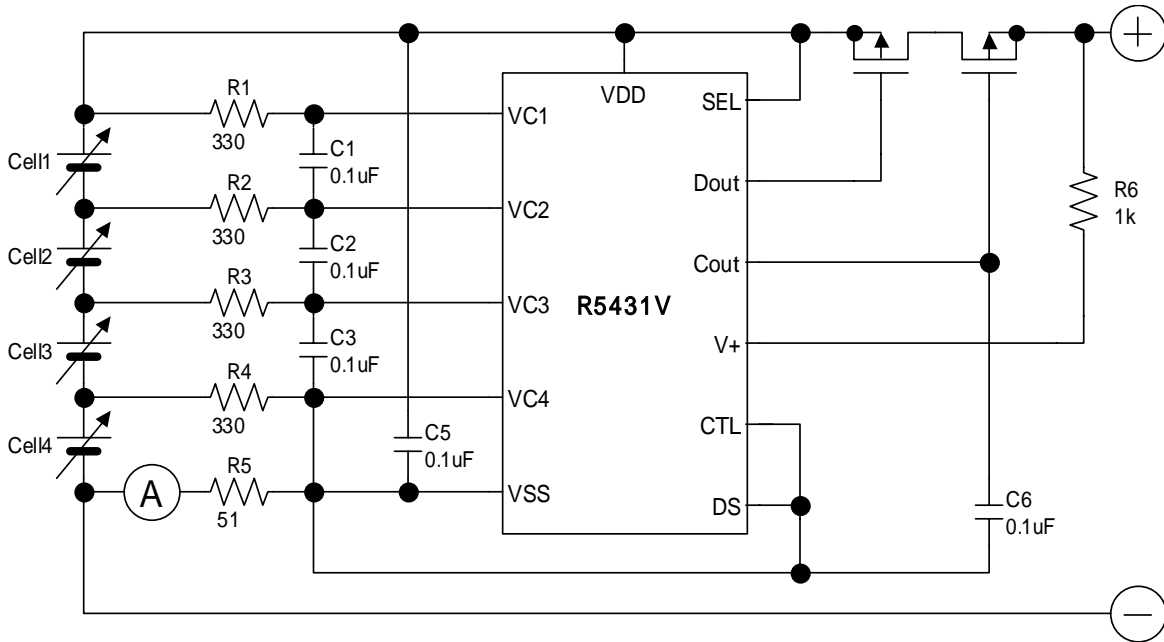 VDD
SEL
R1
330
VC1
Cell1
C1
0.1uF
Dout
R2
330
VC2
R6
1k
Cell2
C2
0.1uF
Cout
R3
330
VC3
R5431V
Cell3
C3
0.1uF
V+
R4
330
VC4
CTL
Cell4
C5
0.1uF
A
R5
51
VSS
DS
C6
0.1uF